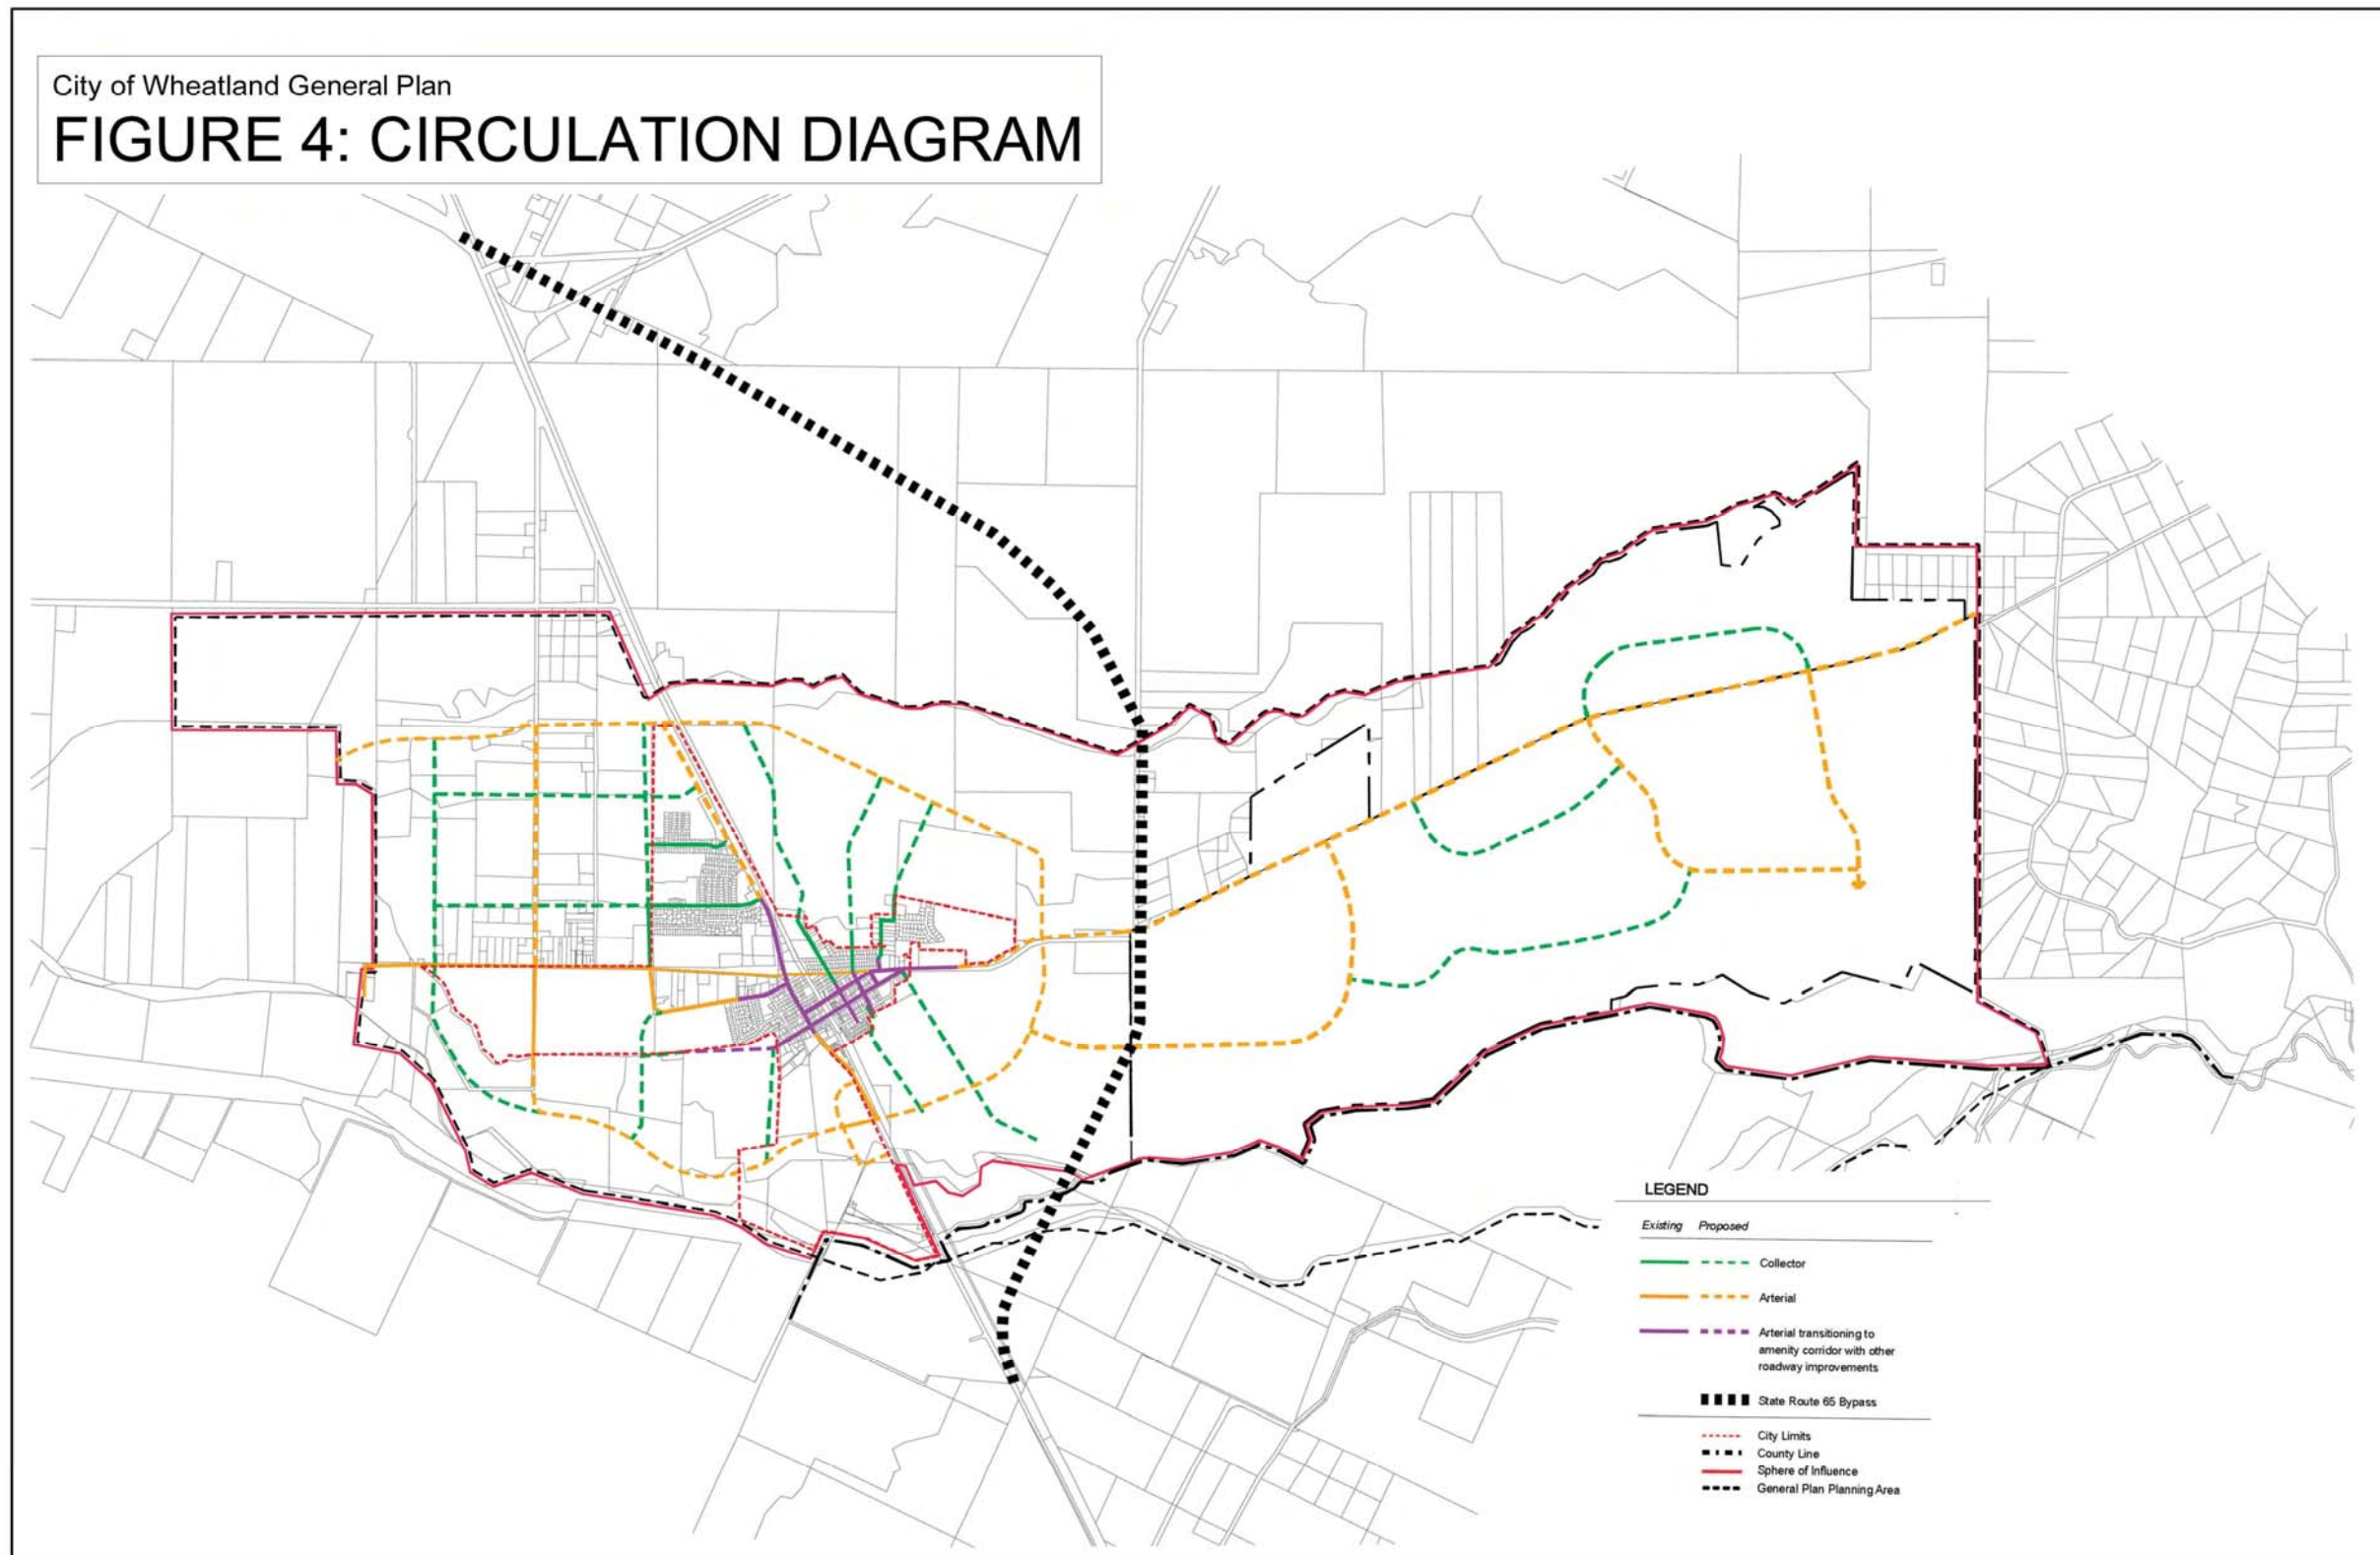 City of Wheatland General Plan
FIGURE 4: CIRCULATION DIAGRAM
LEGEND
Existing Proposed
Collector
Arterial
Arterial transitioning to
amenity corridor with other
roadway improvements
State Route 65 Bypass
City Limits
County Line
Sphere of Influence
General Plan Planning Area